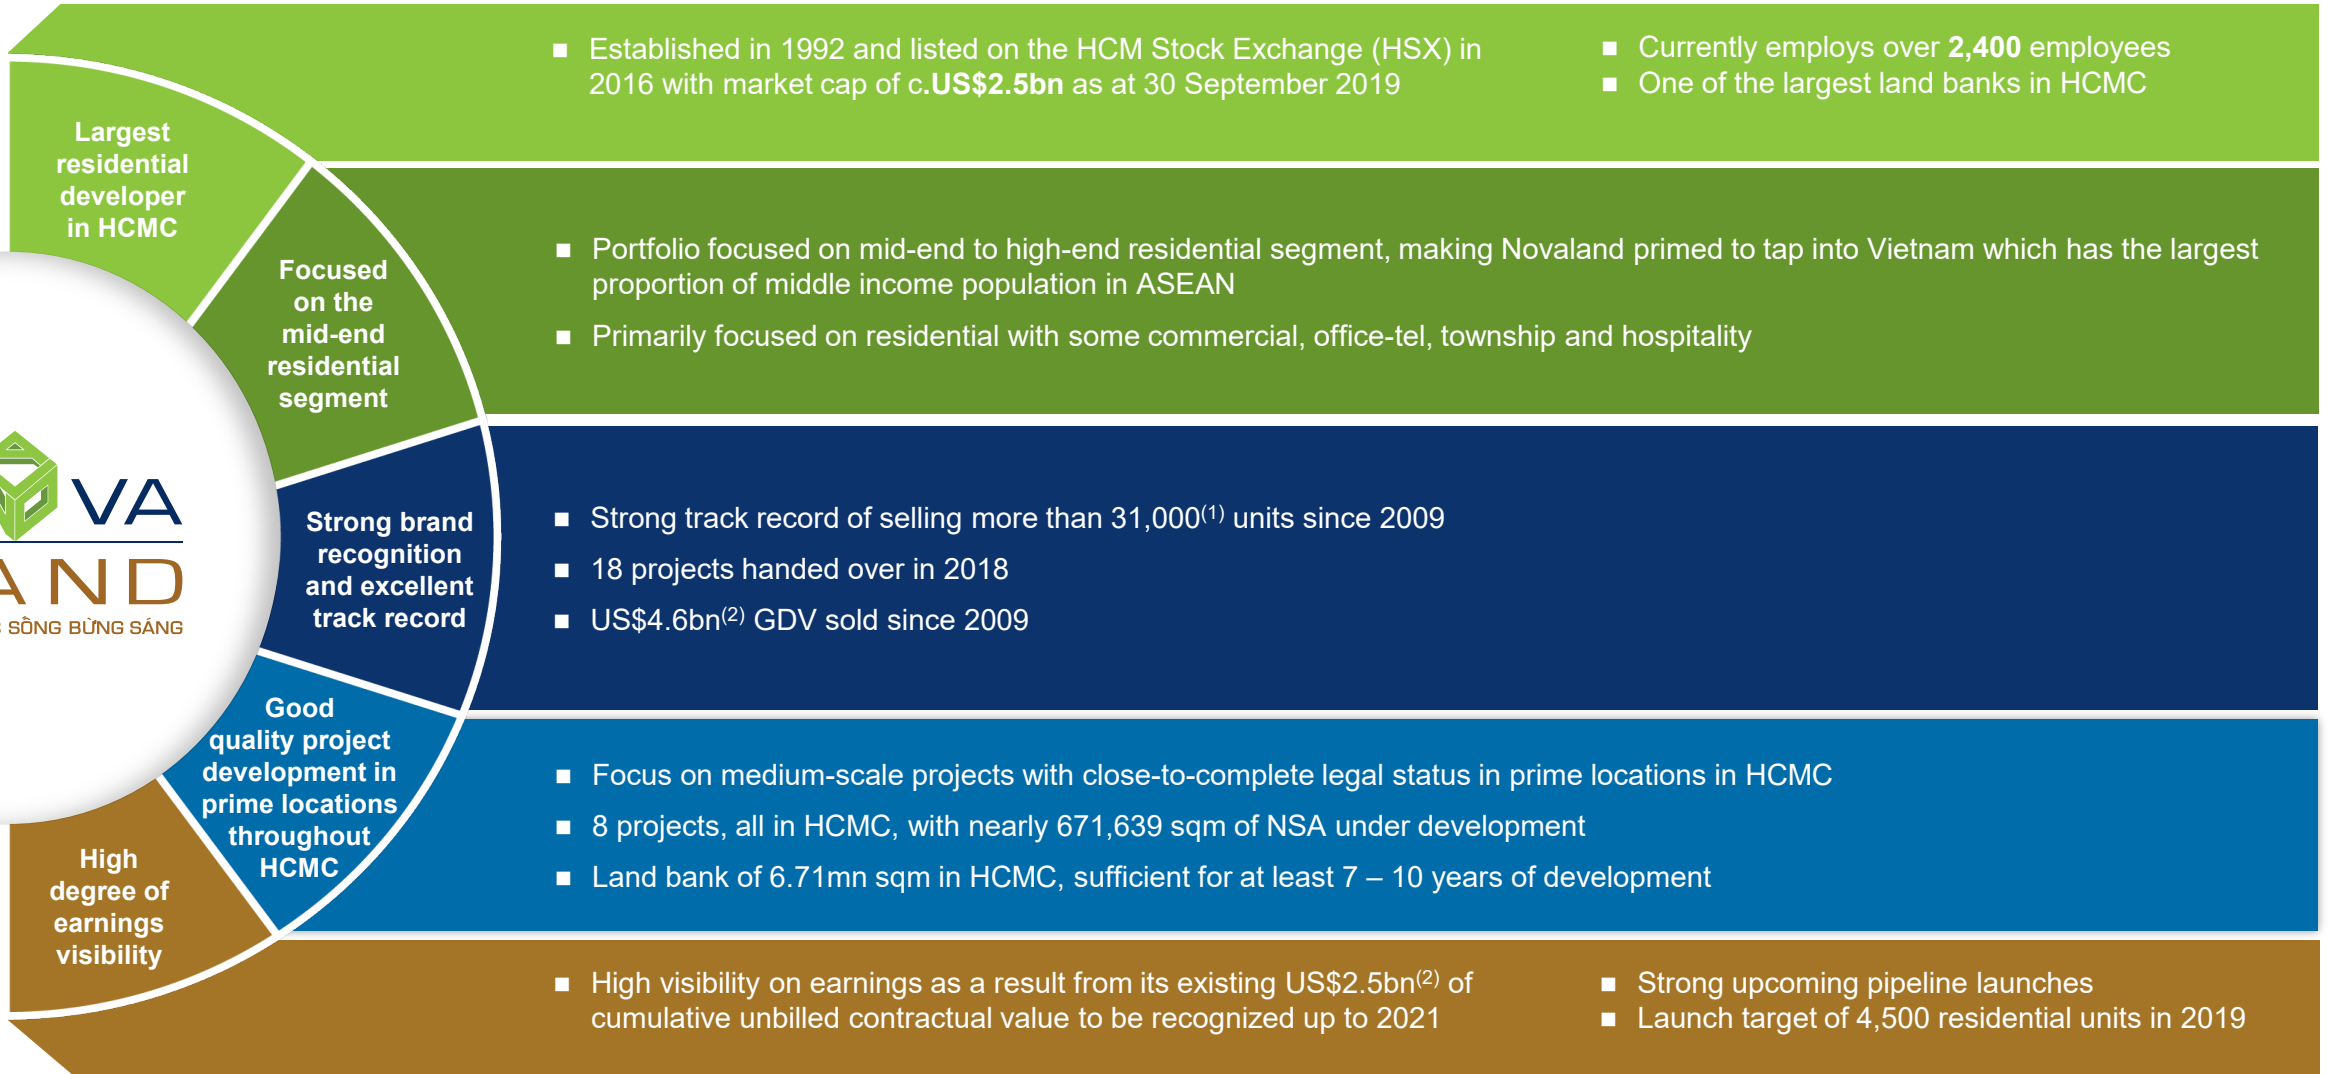 Largest
residential
developer
in HCMC
■ Established in 1992 and listed on the HCM Stock Exchange (HSX) in
2016 with market cap of c.US$2.5bn as at 30 September 2019
■ Currently employs over 2,400 employees
■ One of the largest land banks in HCMC
Focused
on the
mid-end
residential
segment
■ Portfolio focused on mid-end to high-end residential segment, making Novaland primed to tap into Vietnam which has the largest
proportion of middle income population in ASEAN
■ Primarily focused on residential with some commercial, office-tel, township and hospitality
VA
AND
SỐNG BỪNG SÁNG
Strong brand
recognition
and excellent
track record
■ Strong track record of selling more than 31,000(1) units since 2009
■ 18 projects handed over in 2018
■ US$4.6bn(2) GDV sold since 2009
Good
quality project
development in
prime locations
throughout
HCMC
■ Focus on medium-scale projects with close-to-complete legal status in prime locations in HCMC
■ 8 projects, all in HCMC, with nearly 671,639 sqm of NSA under development
■ Land bank of 6.71mn sqm in HCMC, sufficient for at least 7 – 10 years of development
High
degree of
earnings
visibility
■ High visibility on earnings as a result from its existing US$2.5bn(2) of
cumulative unbilled contractual value to be recognized up to 2021
■ Strong upcoming pipeline launches
■ Launch target of 4,500 residential units in 2019